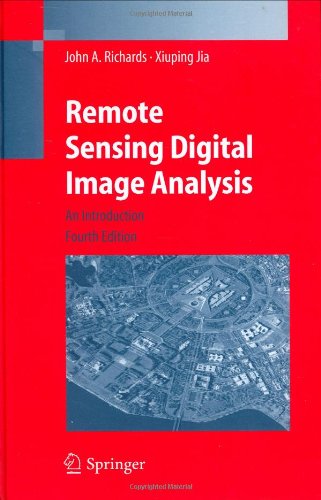 John A. Richards · Xiuping Jia
Remote
Sensing Digital
Image Analysis
An Introduction
Fourth Edition
Springer